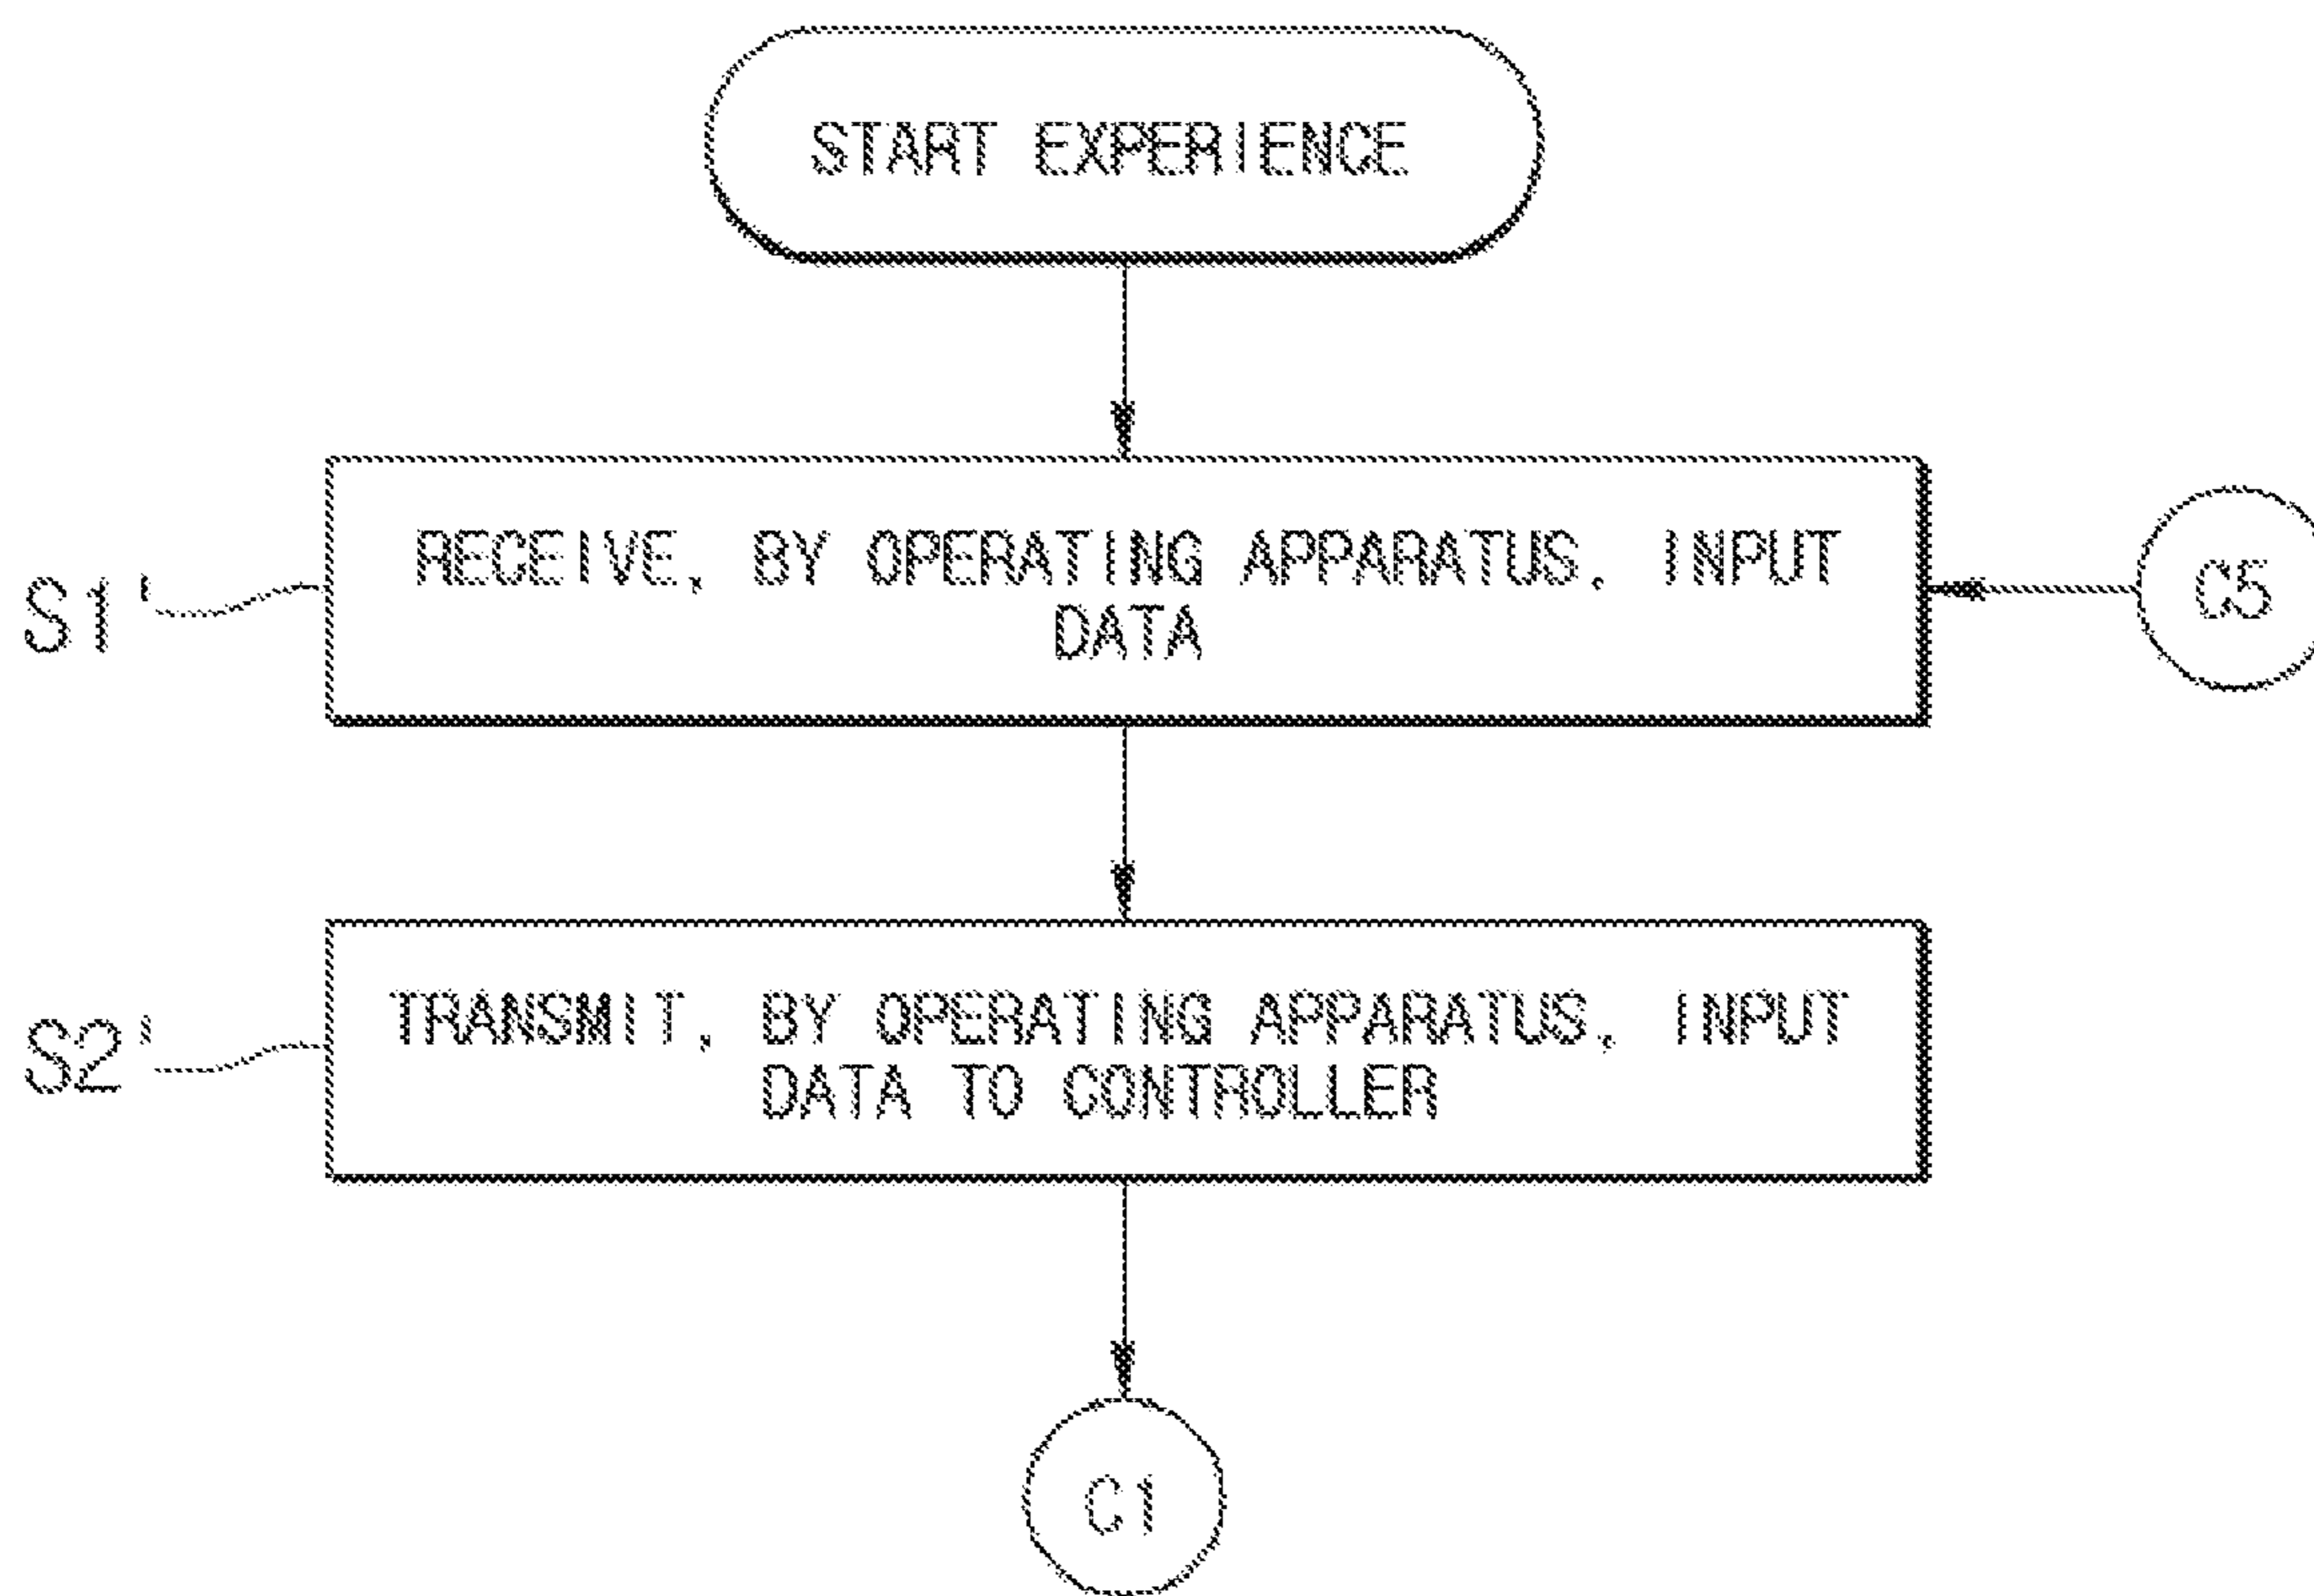 START EXPERIENCE
RECEIVE, BY OPERATING APPARATUS, INPUT
DATA
S1'
C5
TRANSMIT, BY OPERATING APPARATUS, INPUT
DATA TO CONTROLLER
S2'
C1